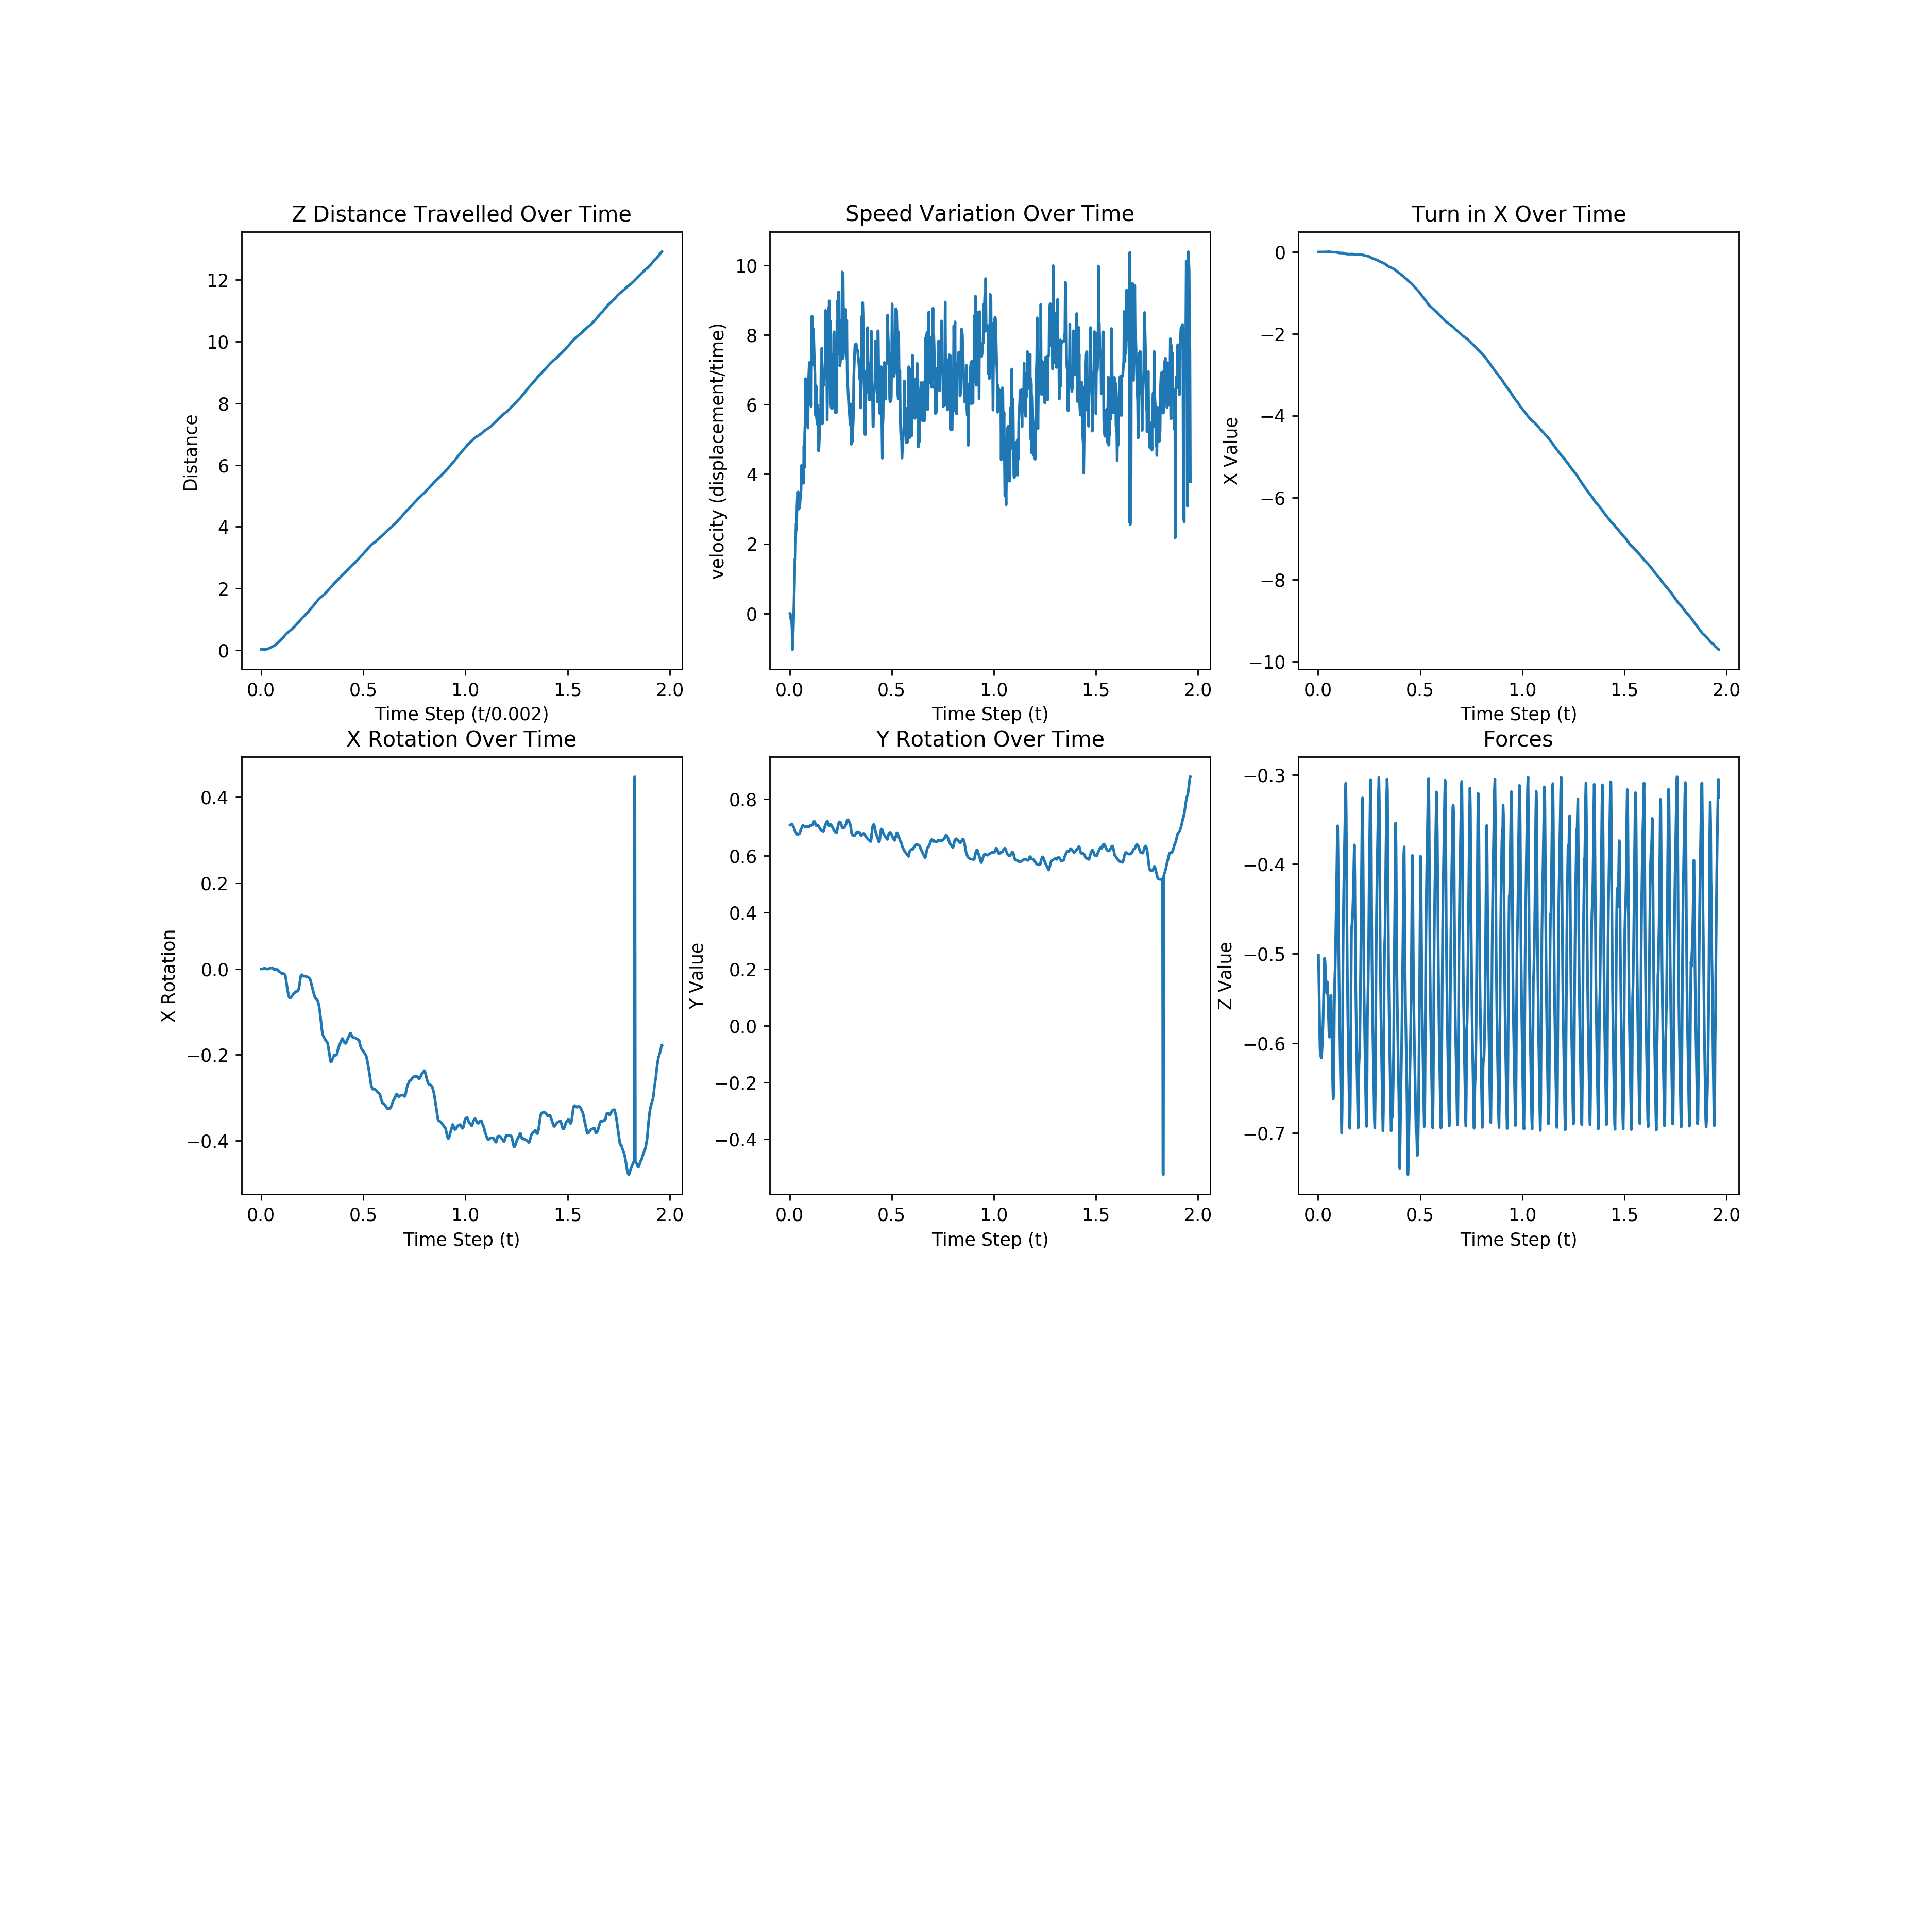 Z Distance Travelled Over Time
Distance
12
10
8
6
4
2
0
0.0 0.5 1.0 1.5 2.0
Time Step (t/0.002)
Speed Variation Over Time
velocity (displacement/time)
10
8
6
4
2
0
0.0 0.5 1.0 1.5 2.0
Time Step (t)
Turn in X Over Time
X Value
0
−2
−4
−6
−8
−10
0.0 0.5 1.0 1.5 2.0
Time Step (t)
X Rotation Over Time
X Rotation
0.4
0.2
0.0
−0.2
−0.4
0.0 0.5 1.0 1.5 2.0
Time Step (t)
Y Rotation Over Time
Y Value
0.8
0.6
0.4
0.2
0.0
−0.2
−0.4
0.0 0.5 1.0 1.5 2.0
Time Step (t)
Forces
Z Value
−0.3
−0.4
−0.5
−0.6
−0.7
0.0 0.5 1.0 1.5 2.0
Time Step (t)